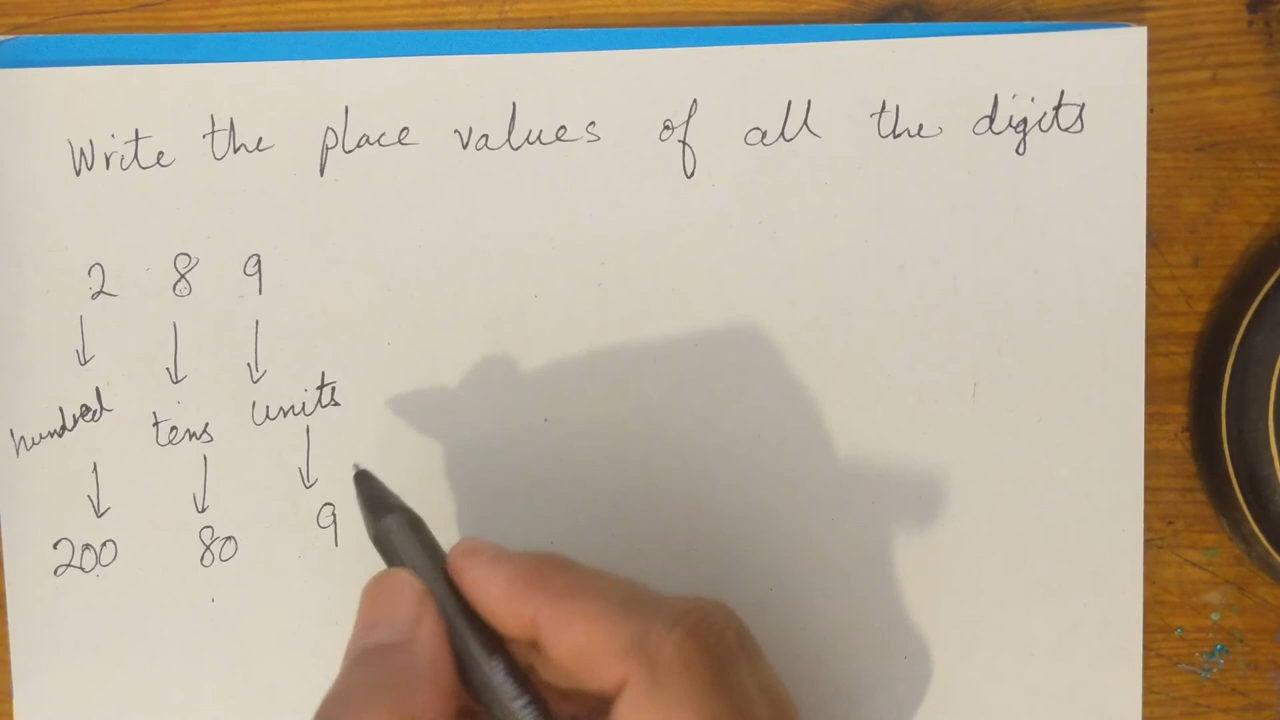 Write the place values of all the digits
2 8 9
hundred tens units
200 80 9